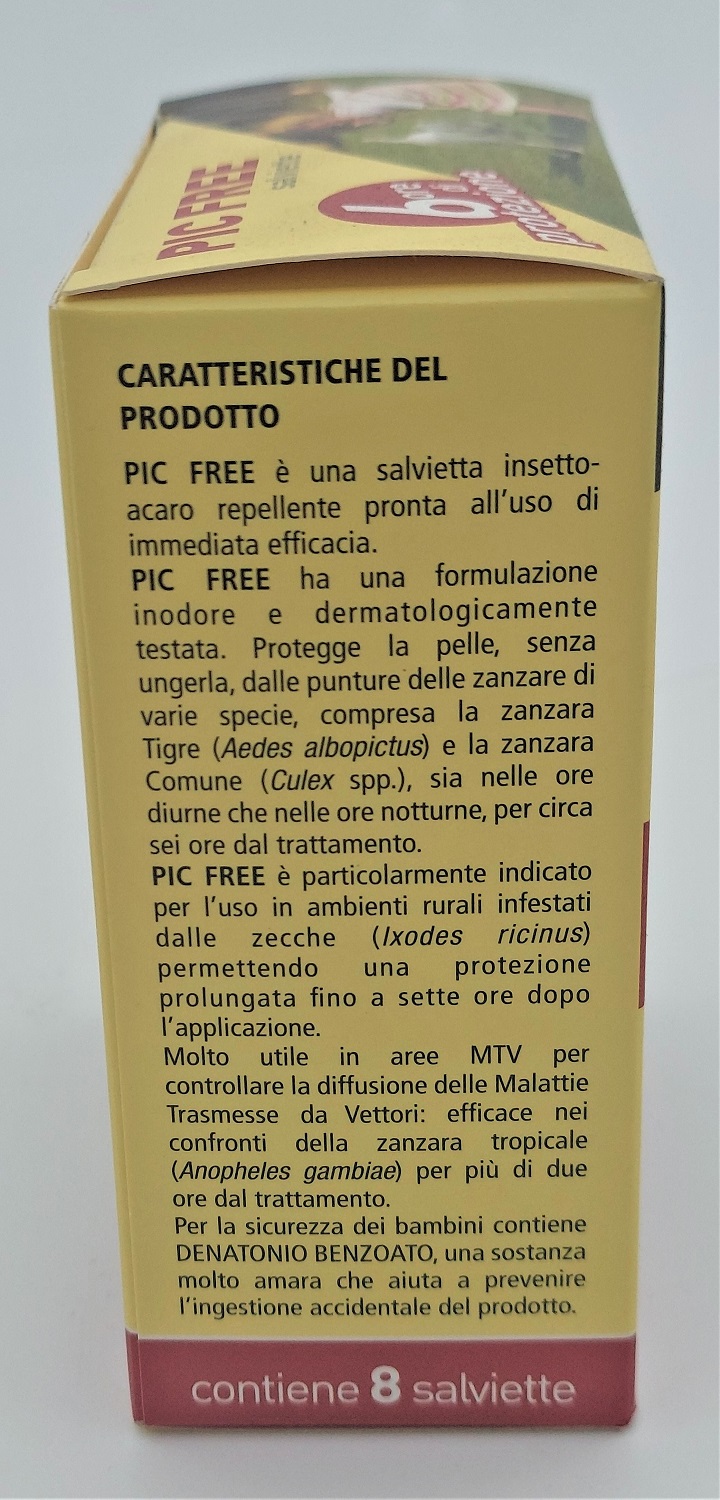 PIC FREE
salviette
6 ore
di
protezione
CARATTERISTICHE DEL
PRODOTTO
PIC FREE è una salvietta insetto-
acaro repellente pronta all'uso di
immediata efficacia.
PIC FREE ha una formulazione
inodore e dermatologicamente
testata. Protegge la pelle, senza
ungerla, dalle punture delle zanzare di
varie specie, compresa la zanzara
Tigre (Aedes albopictus) e la zanzara
Comune (Culex spp.), sia nelle ore
diurne che nelle ore notturne, per circa
sei ore dal trattamento.
PIC FREE è particolarmente indicato
per l'uso in ambienti rurali infestati
dalle zecche (Ixodes ricinus)
permettendo una protezione
prolungata fino a sette ore dopo
l'applicazione.
Molto utile in aree MTV per
controllare la diffusione delle Malattie
Trasmesse da Vettori: efficace nei
confronti della zanzara tropicale
(Anopheles gambiae) per più di due
ore dal trattamento.
Per la sicurezza dei bambini contiene
DENATONIO BENZOATO, una sostanza
molto amara che aiuta a prevenire
l'ingestione accidentale del prodotto.
contiene 8 salviette